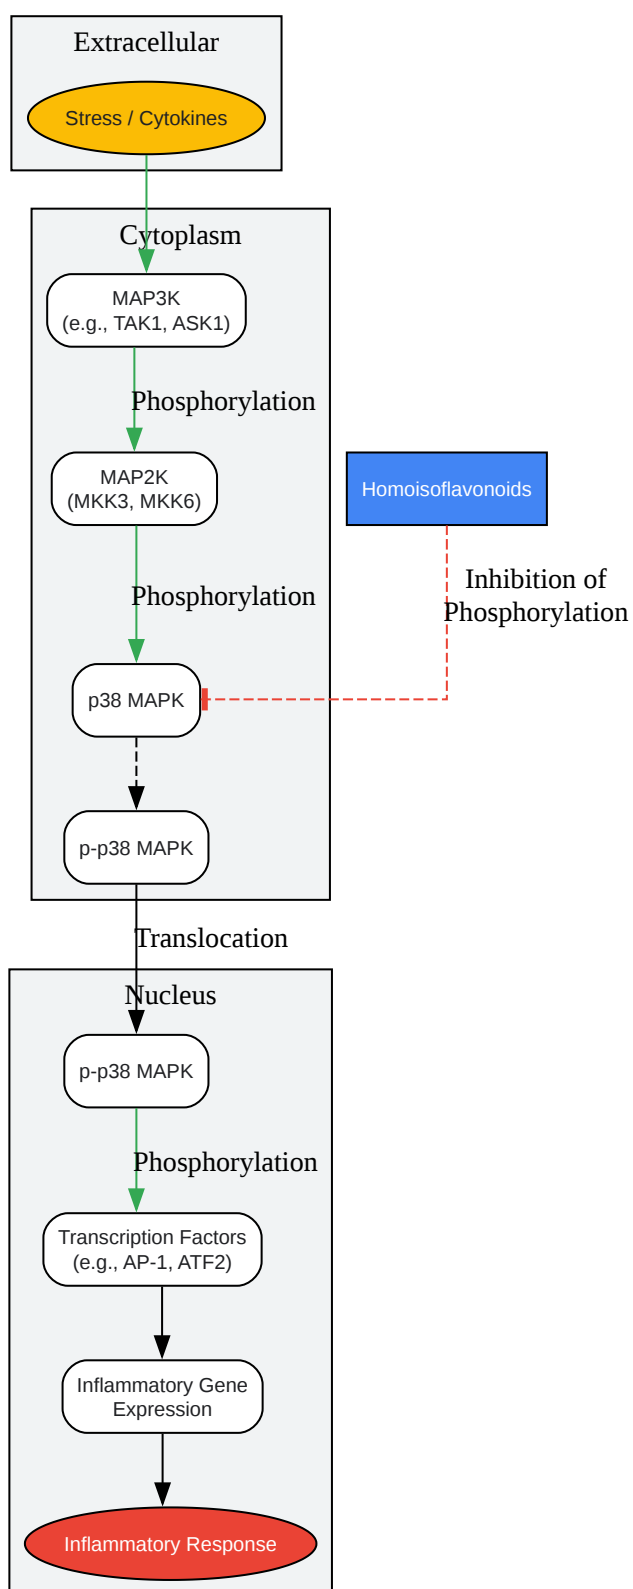 Extracellular
Stress / Cytokines
Cytoplasm
MAP3K
(e.g., TAK1, ASK1)
Phosphorylation
MAP2K
(MKK3, MKK6)
Homoisoflavonoids
Phosphorylation
Inhibition of
Phosphorylation
p38 MAPK
p-p38 MAPK
Translocation
Nucleus
p-p38 MAPK
Phosphorylation
Transcription Factors
(e.g., AP-1, ATF2)
Inflammatory Gene
Expression
Inflammatory Response